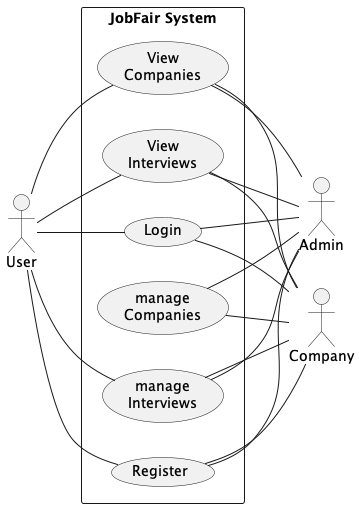 JobFair System
View
Companies
View
Interviews
Login
User
Admin
manage
Companies
Company
manage
Interviews
Register